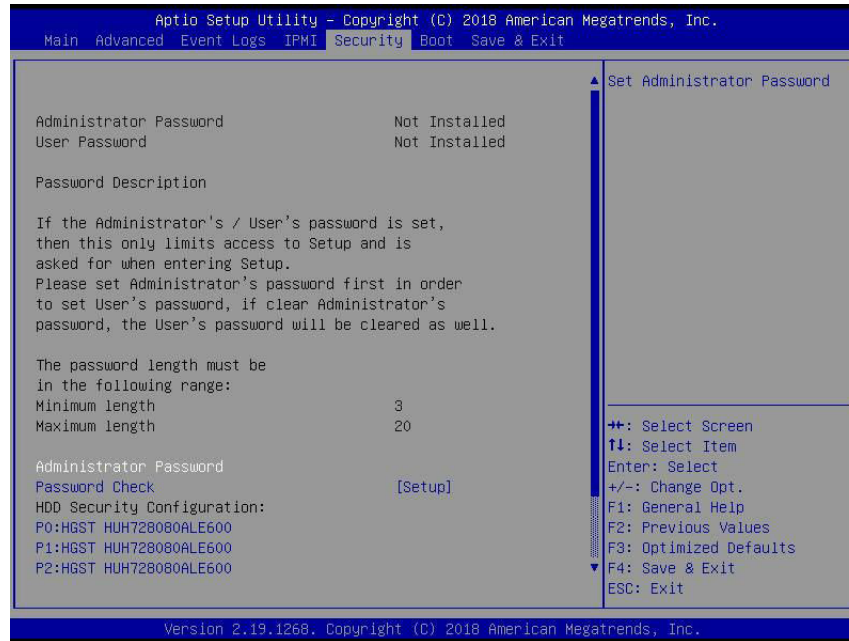 Aptio Setup Utility – Copyright (C) 2018 American Megatrends, Inc.
Main Advanced Event Logs IPMI Security Boot Save & Exit
Set Administrator Password
Administrator Password Not Installed
User Password Not Installed
Password Description
If the Administrator's / User's password is set,
then this only limits access to Setup and is
asked for when entering Setup.
Please set Administrator's password first in order
to set User's password, if clear Administrator's
password, the User's password will be cleared as well.
The password length must be
in the following range:
Minimum length 3
Maximum length 20
Administrator Password
Password Check [Setup]
HDD Security Configuration:
P0:HGST HUH728080ALE600
P1:HGST HUH728080ALE600
P2:HGST HUH728080ALE600
→←: Select Screen
↑↓: Select Item
Enter: Select
+/-: Change Opt.
F1: General Help
F2: Previous Values
F3: Optimized Defaults
F4: Save & Exit
ESC: Exit
Version 2.19.1268. Copyright (C) 2018 American Megatrends, Inc.